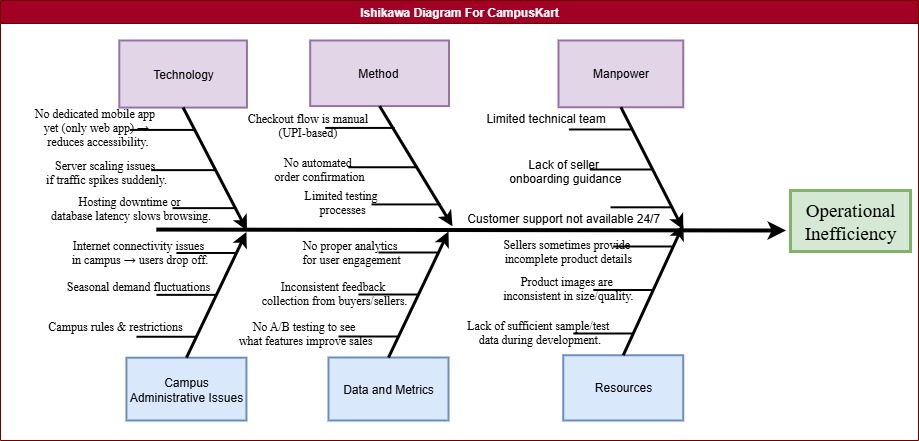 Ishikawa Diagram For CampusKart
Technology
Method
Manpower
No dedicated mobile app
yet (only web app) →
reduces accessibility.
Server scaling issues
if traffic spikes suddenly.
Hosting downtime or
database latency slows browsing.
Checkout flow is manual
(UPI-based)
No automated
order confirmation
Limited testing
processes
Limited technical team
Lack of seller
onboarding guidance
Customer support not available 24/7
Operational
Inefficiency
Internet connectivity issues
in campus → users drop off.
Seasonal demand fluctuations
Campus rules & restrictions
No proper analytics
for user engagement
Inconsistent feedback
collection from buyers/sellers.
No A/B testing to see
what features improve sales
Sellers sometimes provide
incomplete product details
Product images are
inconsistent in size/quality.
Lack of sufficient sample/test
data during development.
Campus
Administrative Issues
Data and Metrics
Resources